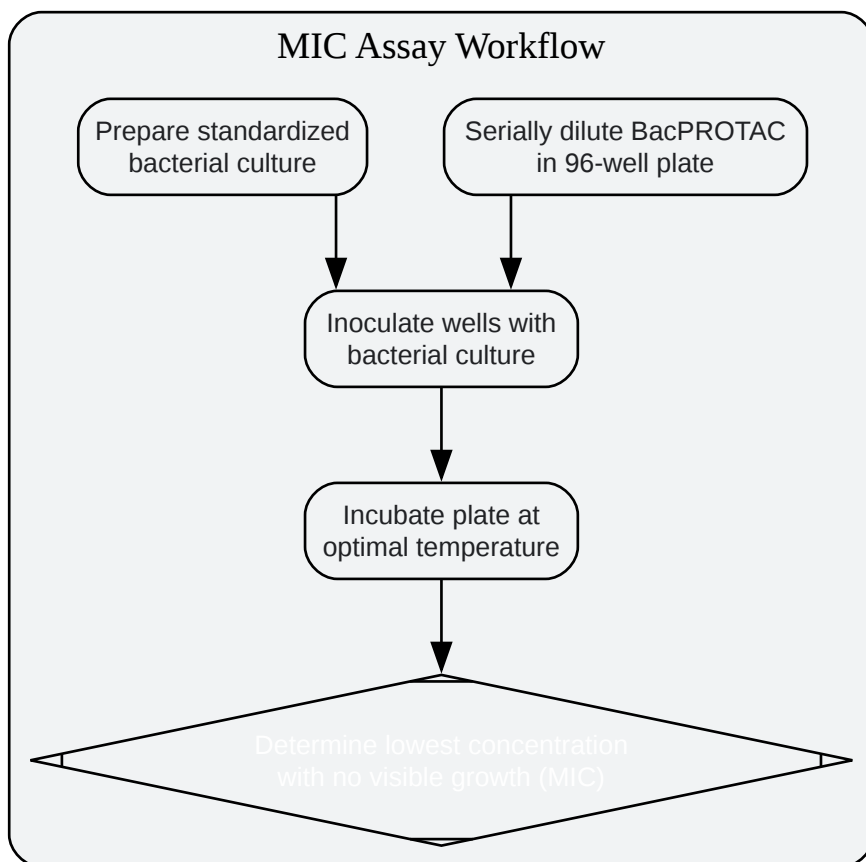 MIC Assay Workflow
Prepare standardized
bacterial culture
Serially dilute BacPROTAC
in 96-well plate
Inoculate wells with
bacterial culture
Incubate plate at
optimal temperature
Determine lowest concentration
with no visible growth (MIC)